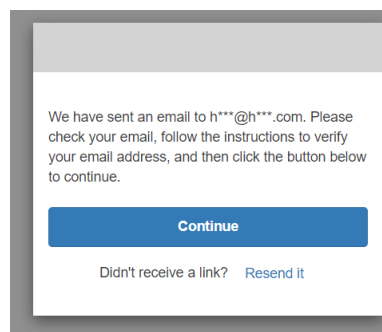 We have sent an email to h***@h***.com. Please
check your email, follow the instructions to verify
your email address, and then click the button below
to continue.
Continue
Didn't receive a link? Resend it